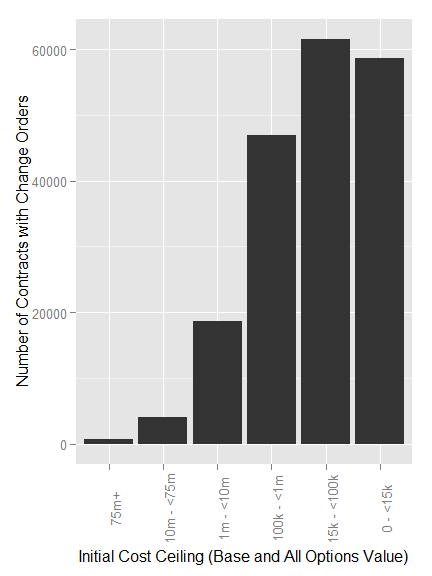 Number of Contracts with Change Orders
60000
40000
20000
0
75m+
10m - <75m
1m - <10m
100k - <1m
15k - <100k
0 - <15k
Initial Cost Ceiling (Base and All Options Value)